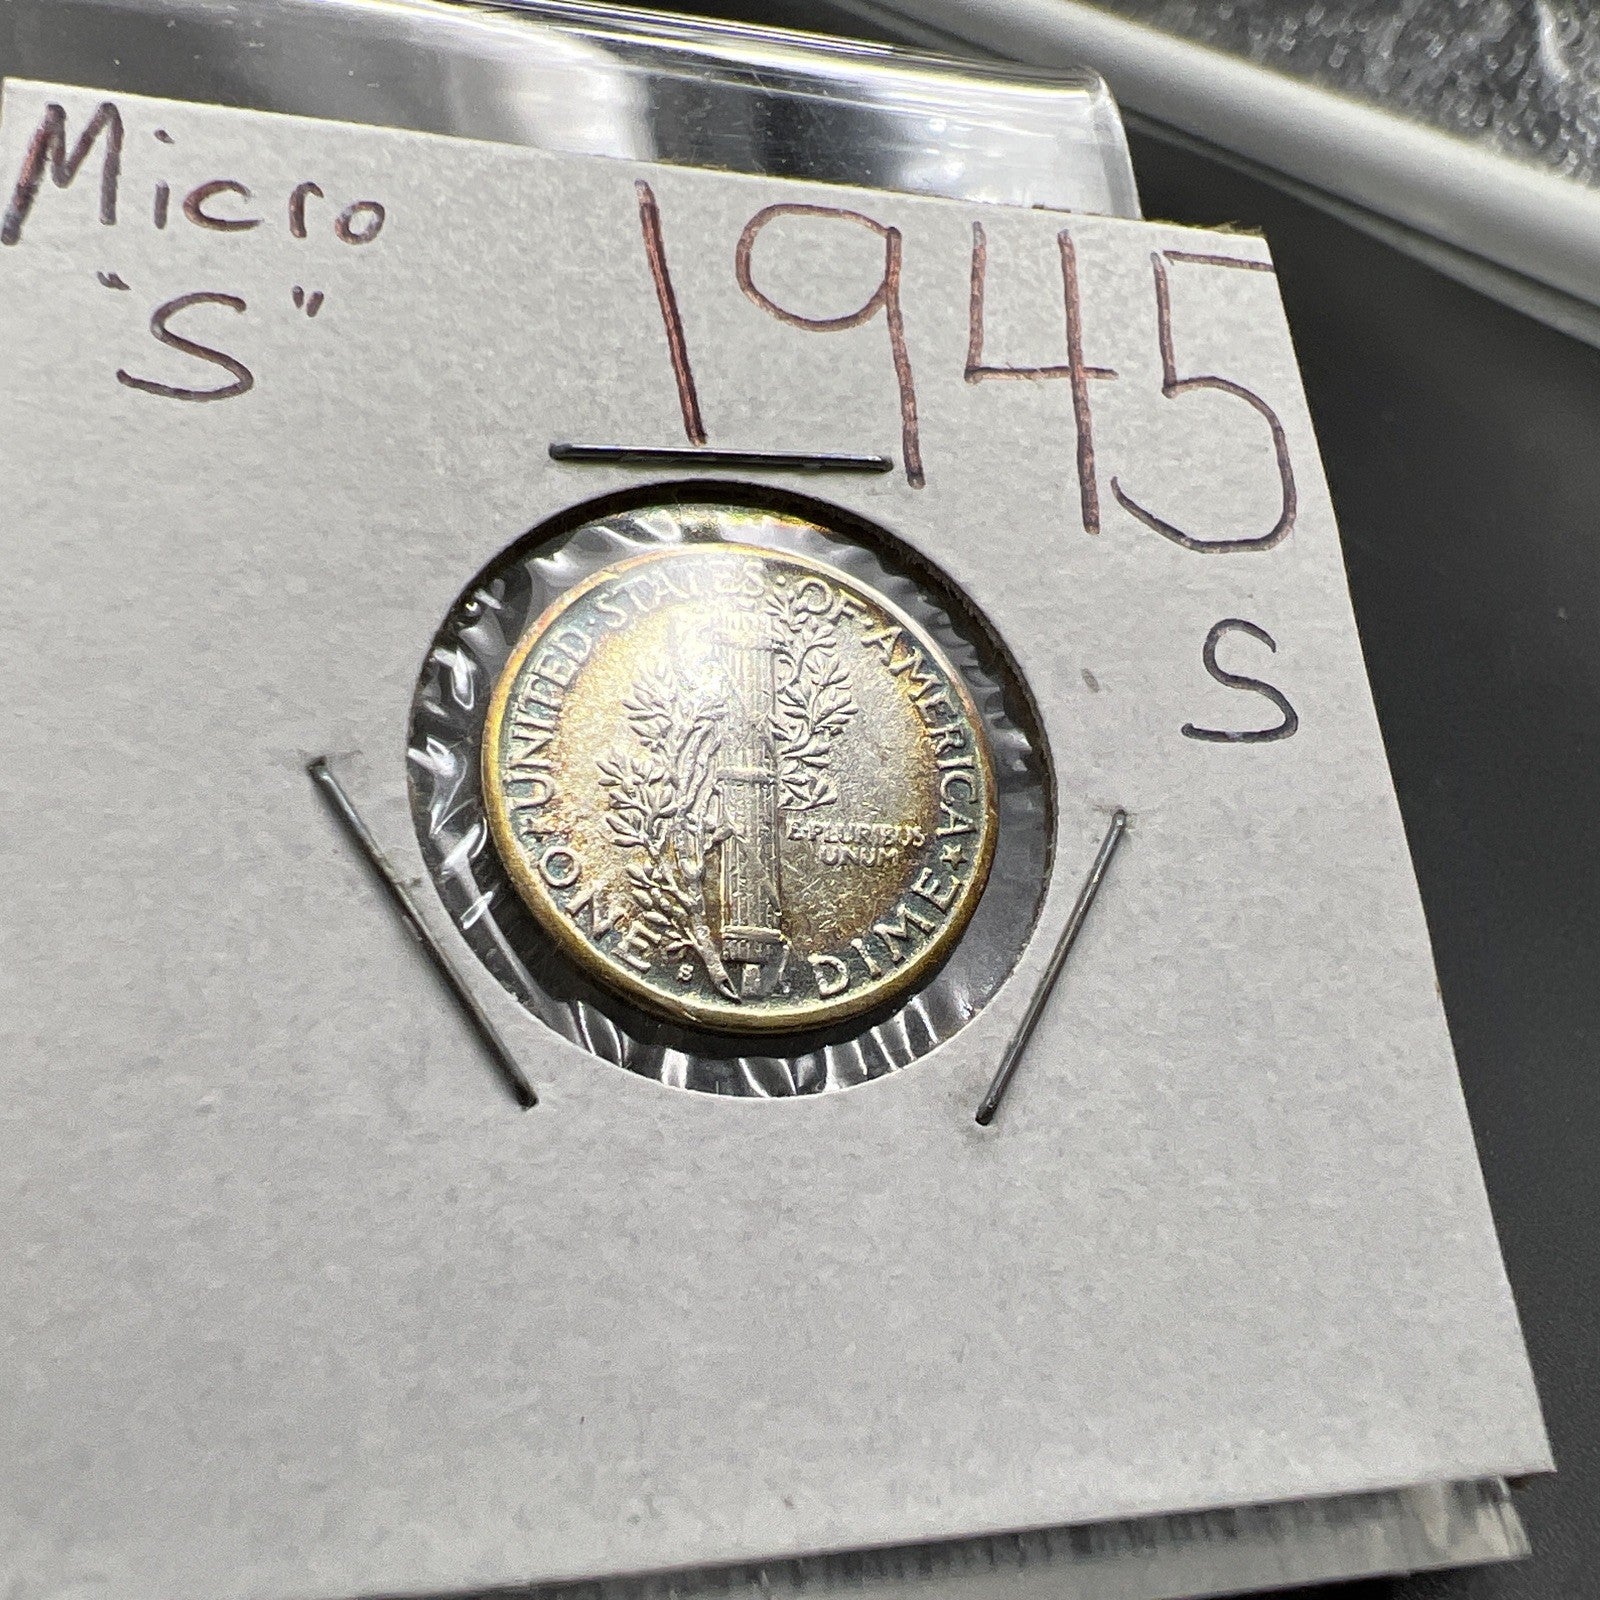 Micro
"S"
1945
S
UNITED·STATES·OF·AMERICA
E·PLURIBUS
UNUM
ONE
S
DIME